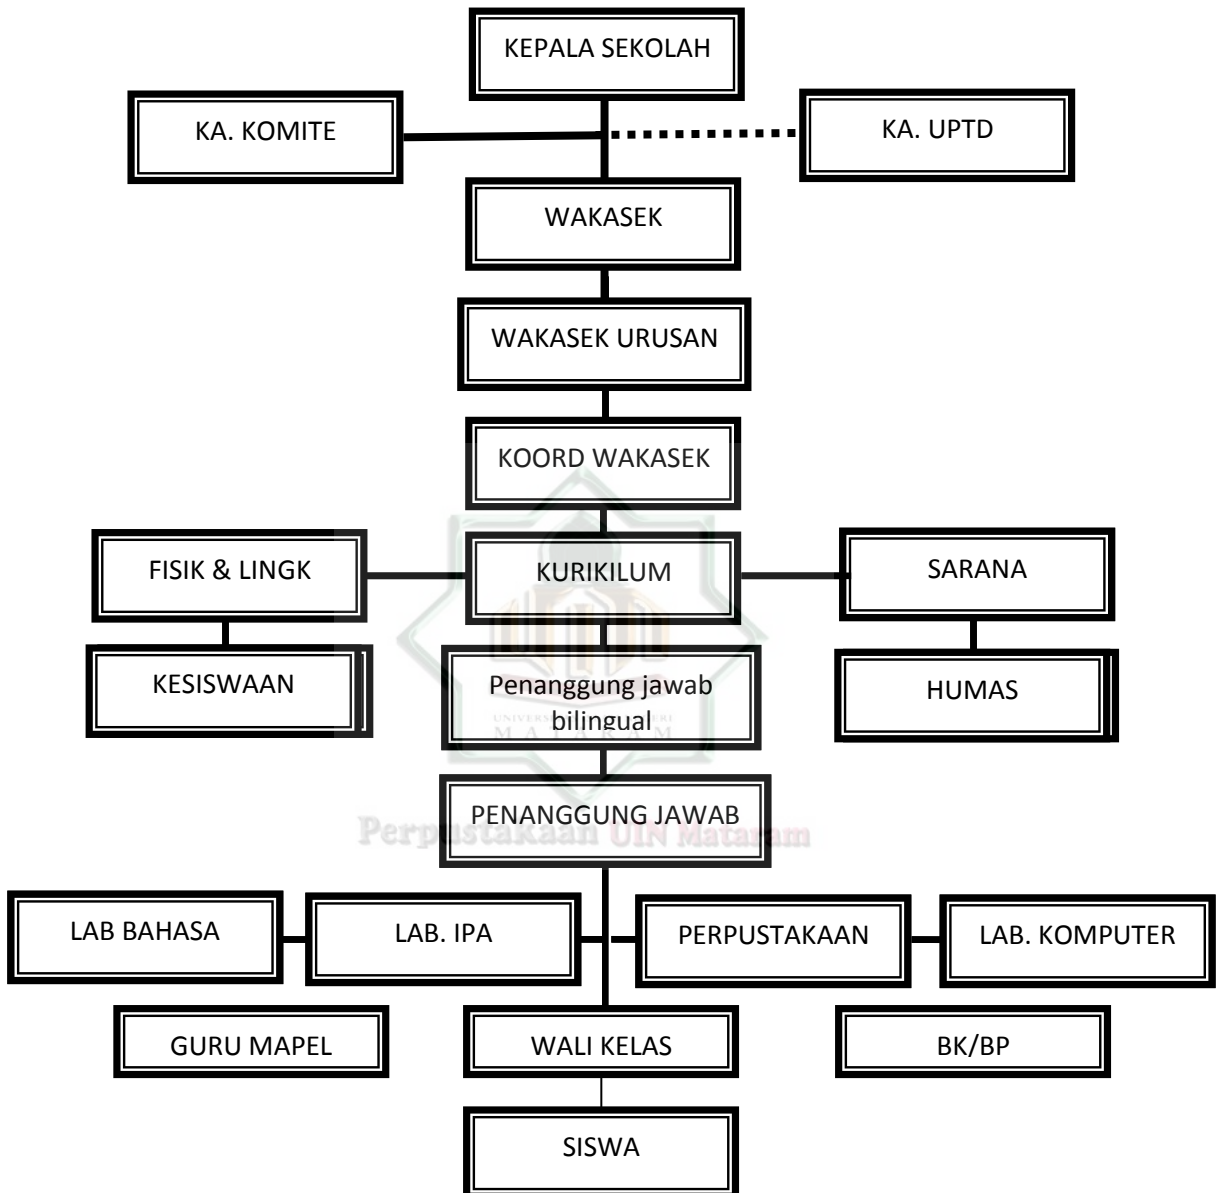 KEPALA SEKOLAH
KA. KOMITE
KA. UPTD
WAKASEK
WAKASEK URUSAN
KOORD WAKASEK
FISIK & LINGK
KURIKILUM
SARANA
KESISWAAN
Penanggung jawab
bilingual
HUMAS
MATARAM
PENANGGUNG JAWAB
Perpustakaan UIN Mataram
LAB BAHASA
LAB. IPA
PERPUSTAKAAN
LAB. KOMPUTER
GURU MAPEL
WALI KELAS
BK/BP
SISWA